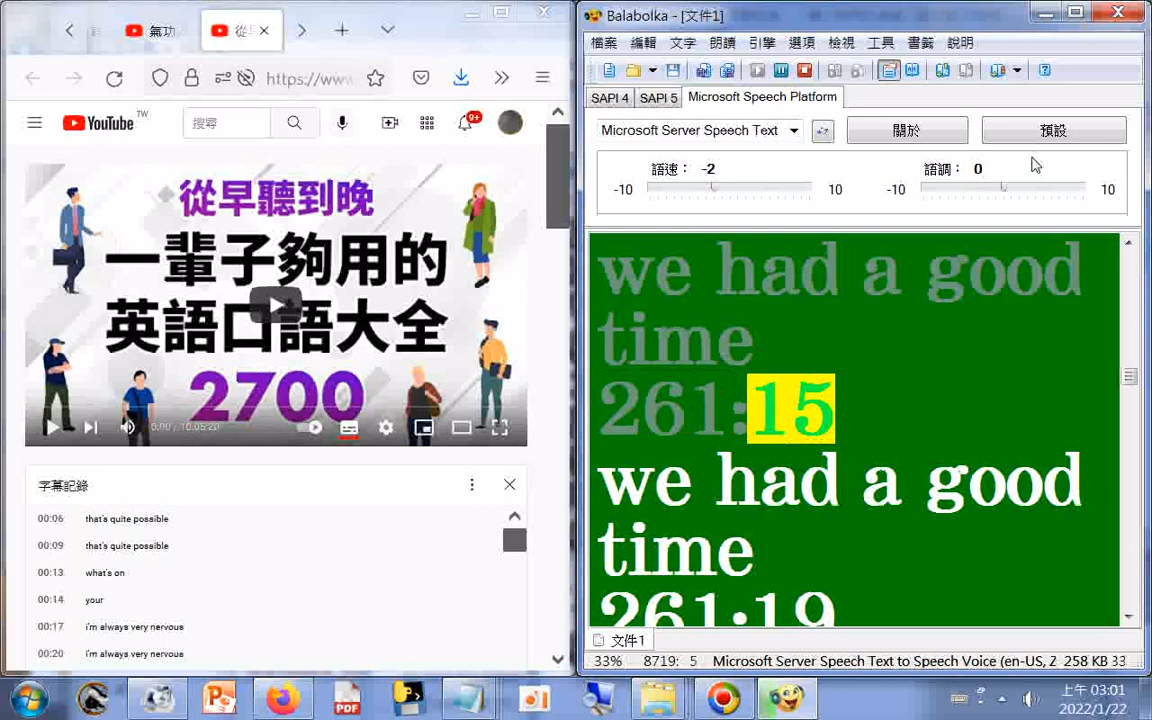 氣功
從
https://www
YouTube TW
搜尋
9+
從早聽到晚
一輩子夠用的
英語口語大全
2700
0:00 / 10:05:20
字幕記錄
00:06 that's quite possible
00:09 that's quite possible
00:13 what's on
00:14 your
00:17 i'm always very nervous
00:20 i'm always very nervous
Balabolka - [文件1]
檔案 編輯 文字 朗讀 引擎 選項 檢視 工具 書籤 說明
SAPI 4 SAPI 5 Microsoft Speech Platform
Microsoft Server Speech Text 關於 預設
語速： -2 語調： 0
-10 10 -10 10
we had a good
time
261:15
we had a good
time
261:19
文件1
33% 8719: 5 Microsoft Server Speech Text to Speech Voice (en-US, Z 258 KB 33
PDF
上午 03:01
2022/1/22